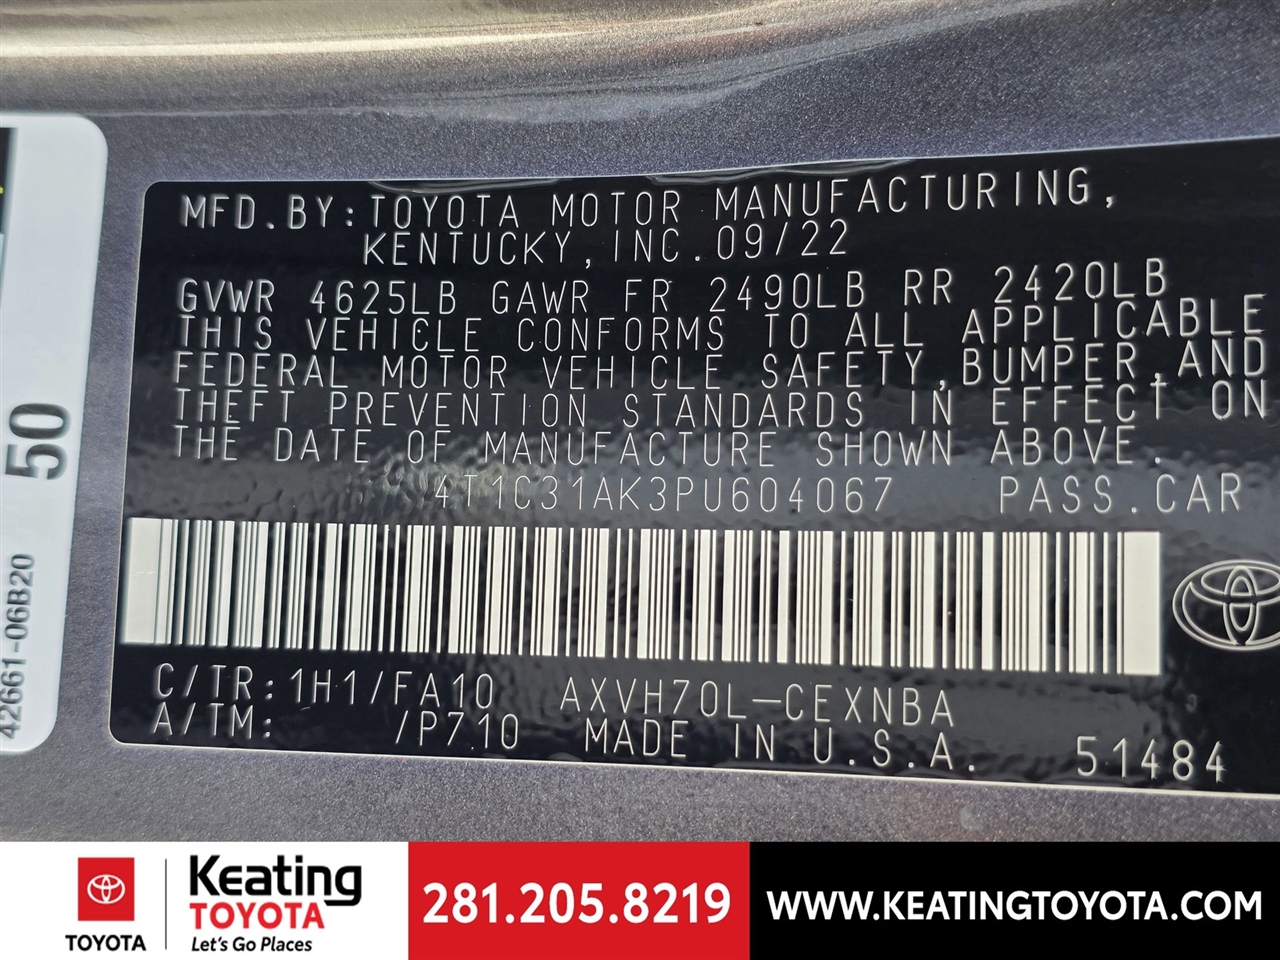 MFD.BY:TOYOTA MOTOR MANUFACTURING,
KENTUCKY,INC.09/22
GVWR 4625LB GAWR FR 2490LB RR 2420LB
THIS VEHICLE CONFORMS TO ALL APPLICABLE
FEDERAL MOTOR VEHICLE SAFETY,BUMPER,AND
THEFT PREVENTION STANDARDS IN EFFECT ON
THE DATE OF MANUFACTURE SHOWN ABOVE.
4T1C31AK3PU604067 PASS.CAR
C/TR:1H1/FA10 AXVH70L-CEXNBA
A/TM: /P710 MADE IN U.S.A. 51484
50
42661-06B20
TOYOTA
Keating
TOYOTA
Let's Go Places
281.205.8219
WWW.KEATINGTOYOTA.COM